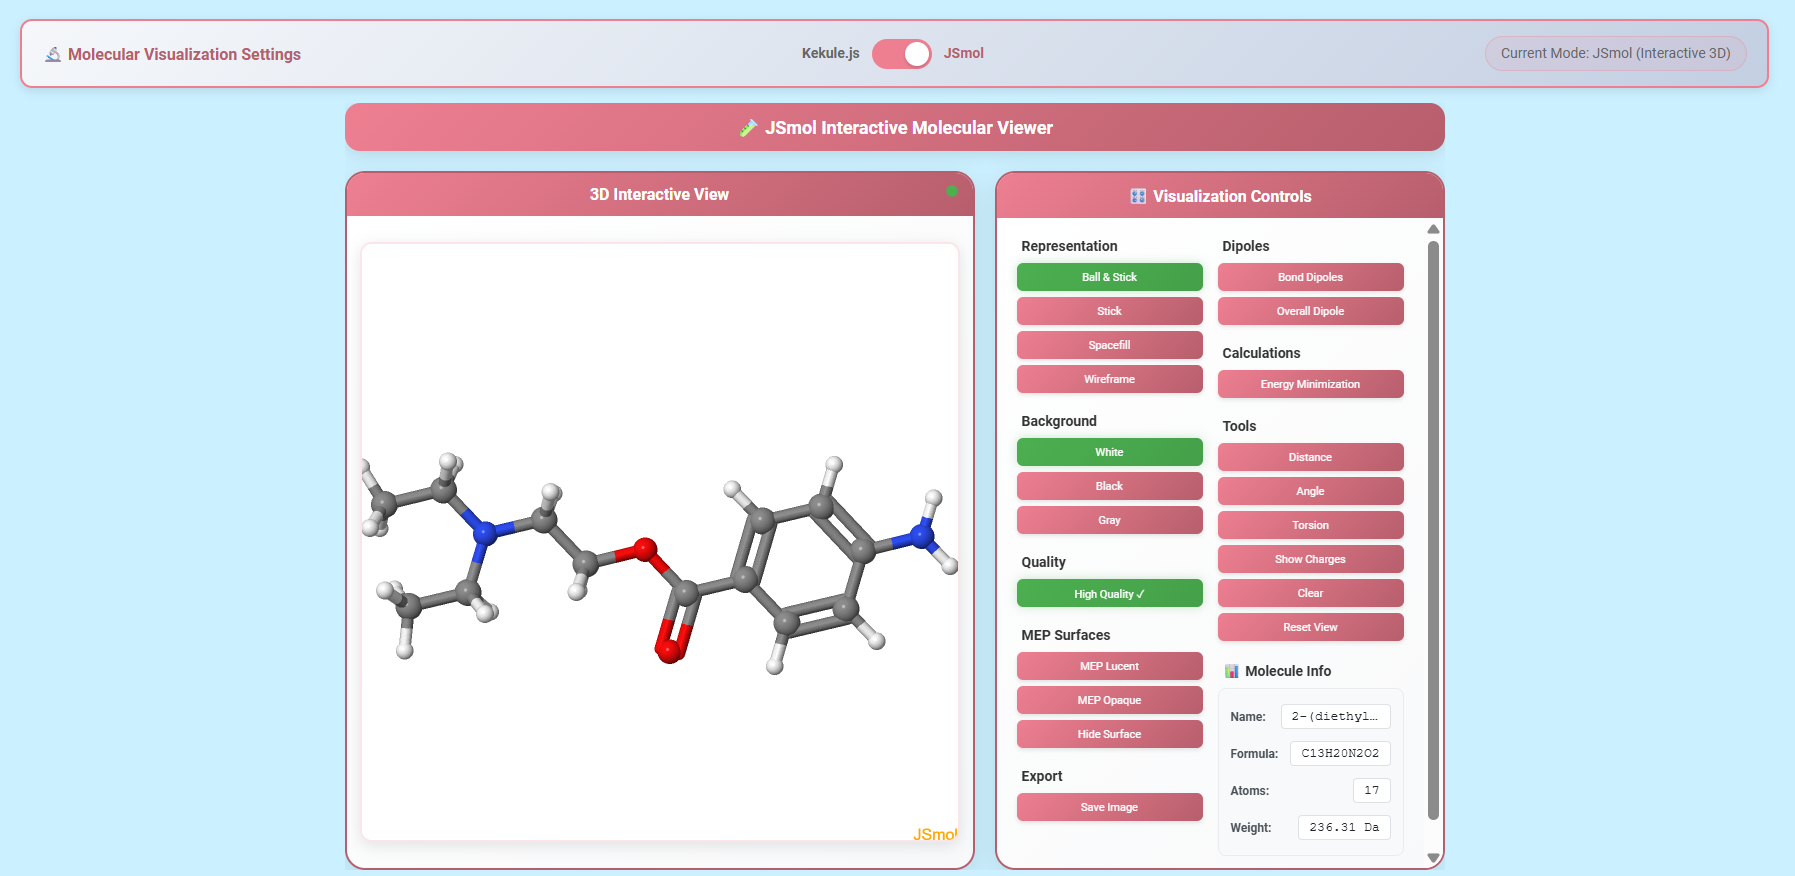 Molecular Visualization Settings
Kekule.js
JSmol
Current Mode: JSmol (Interactive 3D)
JSmol Interactive Molecular Viewer
3D Interactive View
JSmol
Visualization Controls
Representation
Ball & Stick
Stick
Spacefill
Wireframe
Background
White
Black
Gray
Quality
High Quality ✓
MEP Surfaces
MEP Lucent
MEP Opaque
Hide Surface
Export
Save Image
Dipoles
Bond Dipoles
Overall Dipole
Calculations
Energy Minimization
Tools
Distance
Angle
Torsion
Show Charges
Clear
Reset View
Molecule Info
Name: 2-(diethyl...
Formula: C13H20N2O2
Atoms: 17
Weight: 236.31 Da